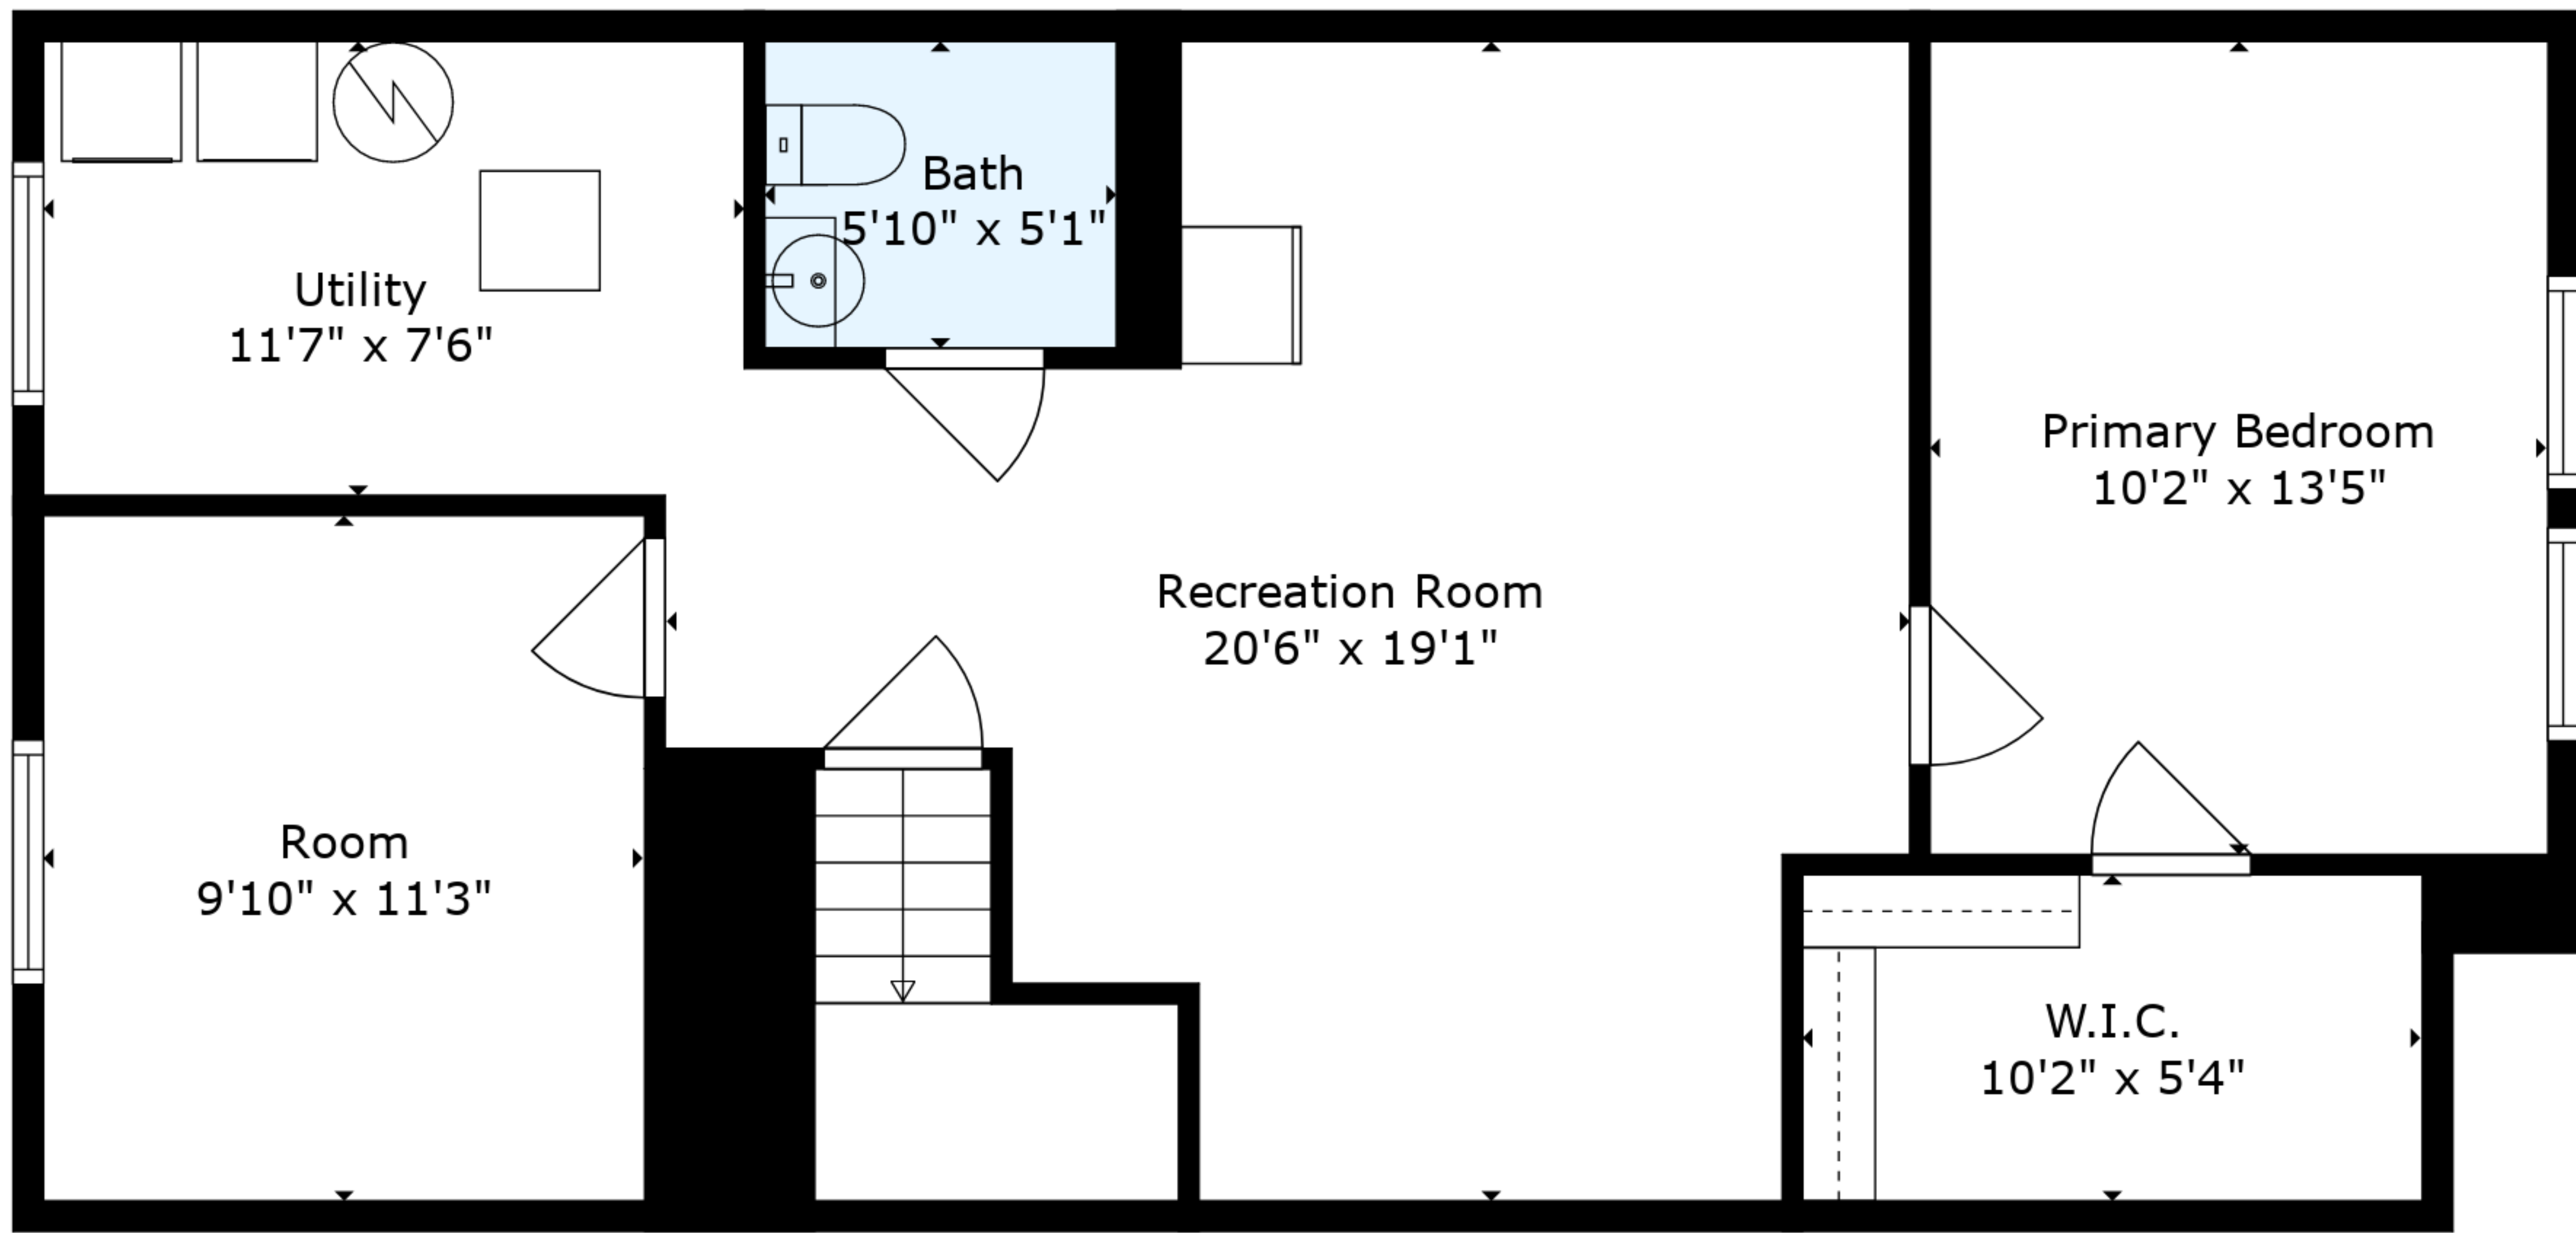 Bath
5'10" x 5'1"
Utility
11'7" x 7'6"
Primary Bedroom
10'2" x 13'5"
Recreation Room
20'6" x 19'1"
Room
9'10" x 11'3"
W.I.C.
10'2" x 5'4"